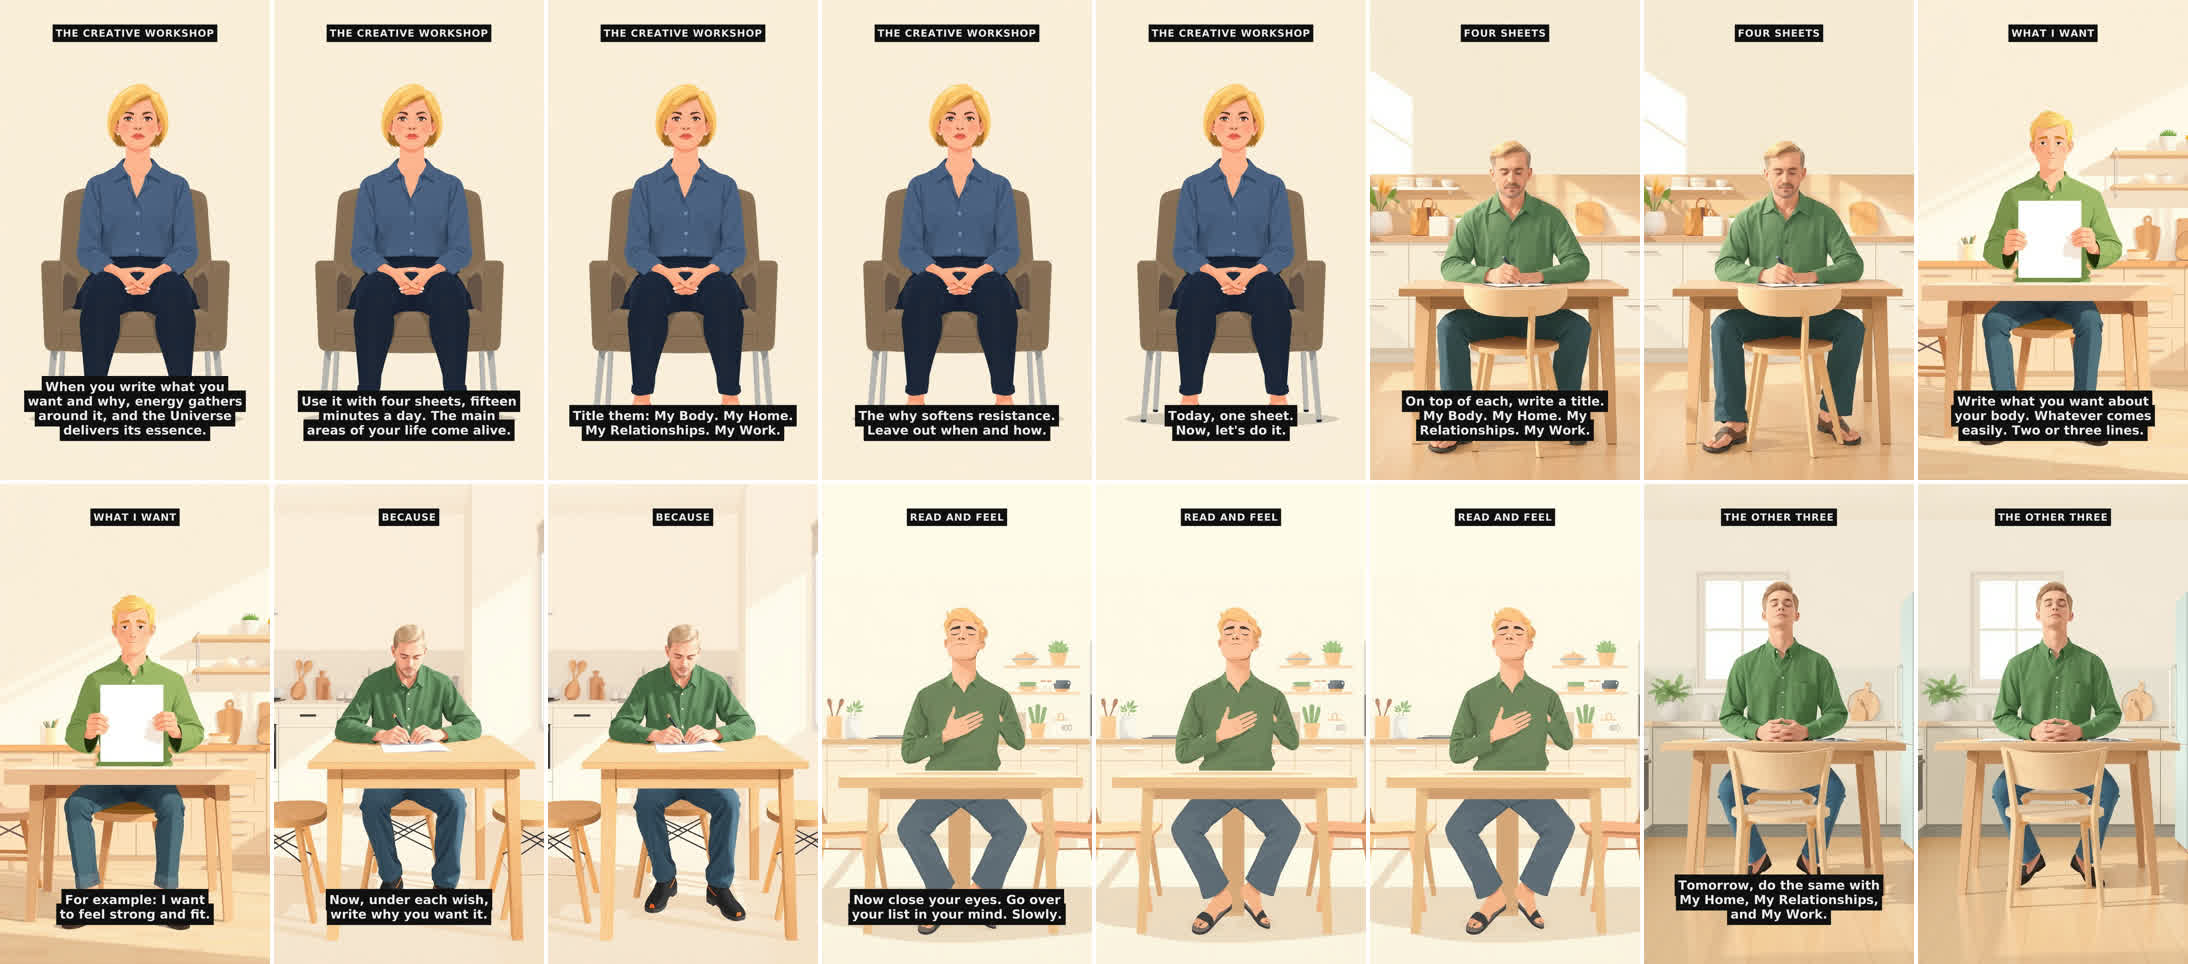 THE CREATIVE WORKSHOP
When you write what you
want and why, energy gathers
around it, and the Universe
delivers its essence.
THE CREATIVE WORKSHOP
Use it with four sheets, fifteen
minutes a day. The main
areas of your life come alive.
THE CREATIVE WORKSHOP
Title them: My Body. My Home.
My Relationships. My Work.
THE CREATIVE WORKSHOP
The why softens resistance.
Leave out when and how.
THE CREATIVE WORKSHOP
Today, one sheet.
Now, let's do it.
FOUR SHEETS
On top of each, write a title.
My Body. My Home. My
Relationships. My Work.
FOUR SHEETS
WHAT I WANT
Write what you want about
your body. Whatever comes
easily. Two or three lines.
WHAT I WANT
For example: I want
to feel strong and fit.
BECAUSE
Now, under each wish,
write why you want it.
BECAUSE
READ AND FEEL
Now close your eyes. Go over
your list in your mind. Slowly.
READ AND FEEL
READ AND FEEL
THE OTHER THREE
Tomorrow, do the same with
My Home, My Relationships,
and My Work.
THE OTHER THREE